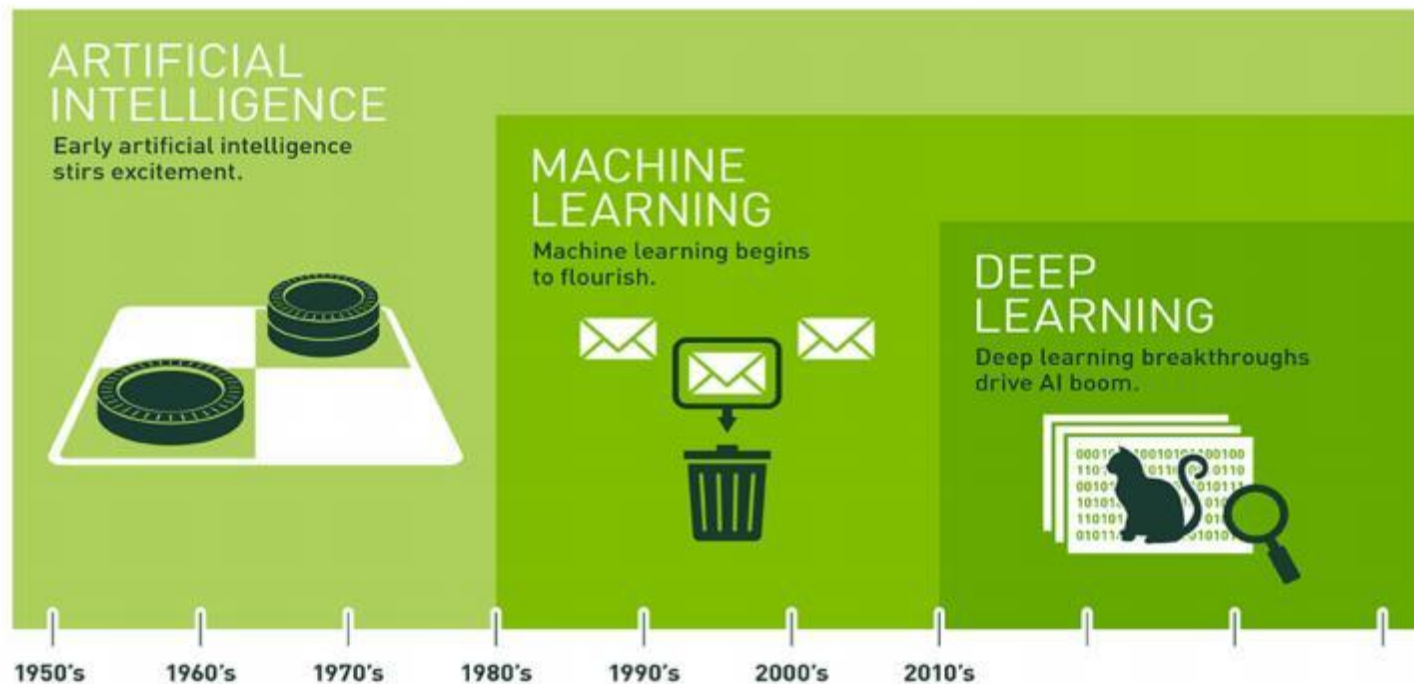 ARTIFICIAL
INTELLIGENCE
Early artificial intelligence
stirs excitement.
MACHINE
LEARNING
Machine learning begins
to flourish.
DEEP
LEARNING
Deep learning breakthroughs
drive AI boom.
1950's 1960's 1970's 1980's 1990's 2000's 2010's